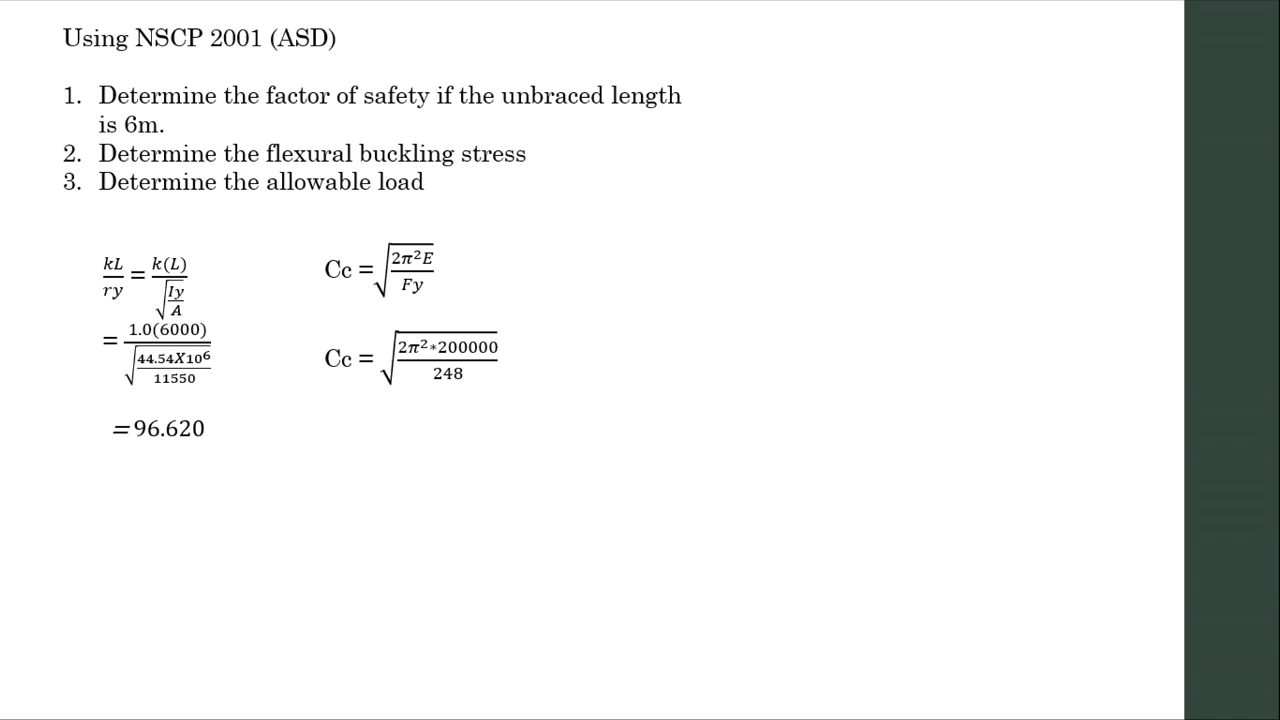 Using NSCP 2001 (ASD)
1. Determine the factor of safety if the unbraced length
is 6m.
2. Determine the flexural buckling stress
3. Determine the allowable load
kL/ry = k(L)/√(Iy/A)
= 1.0(6000)/√(44.54X10⁶/11550)
=96.620
Cc = √(2π²E/Fy)
Cc = √(2π²*200000/248)